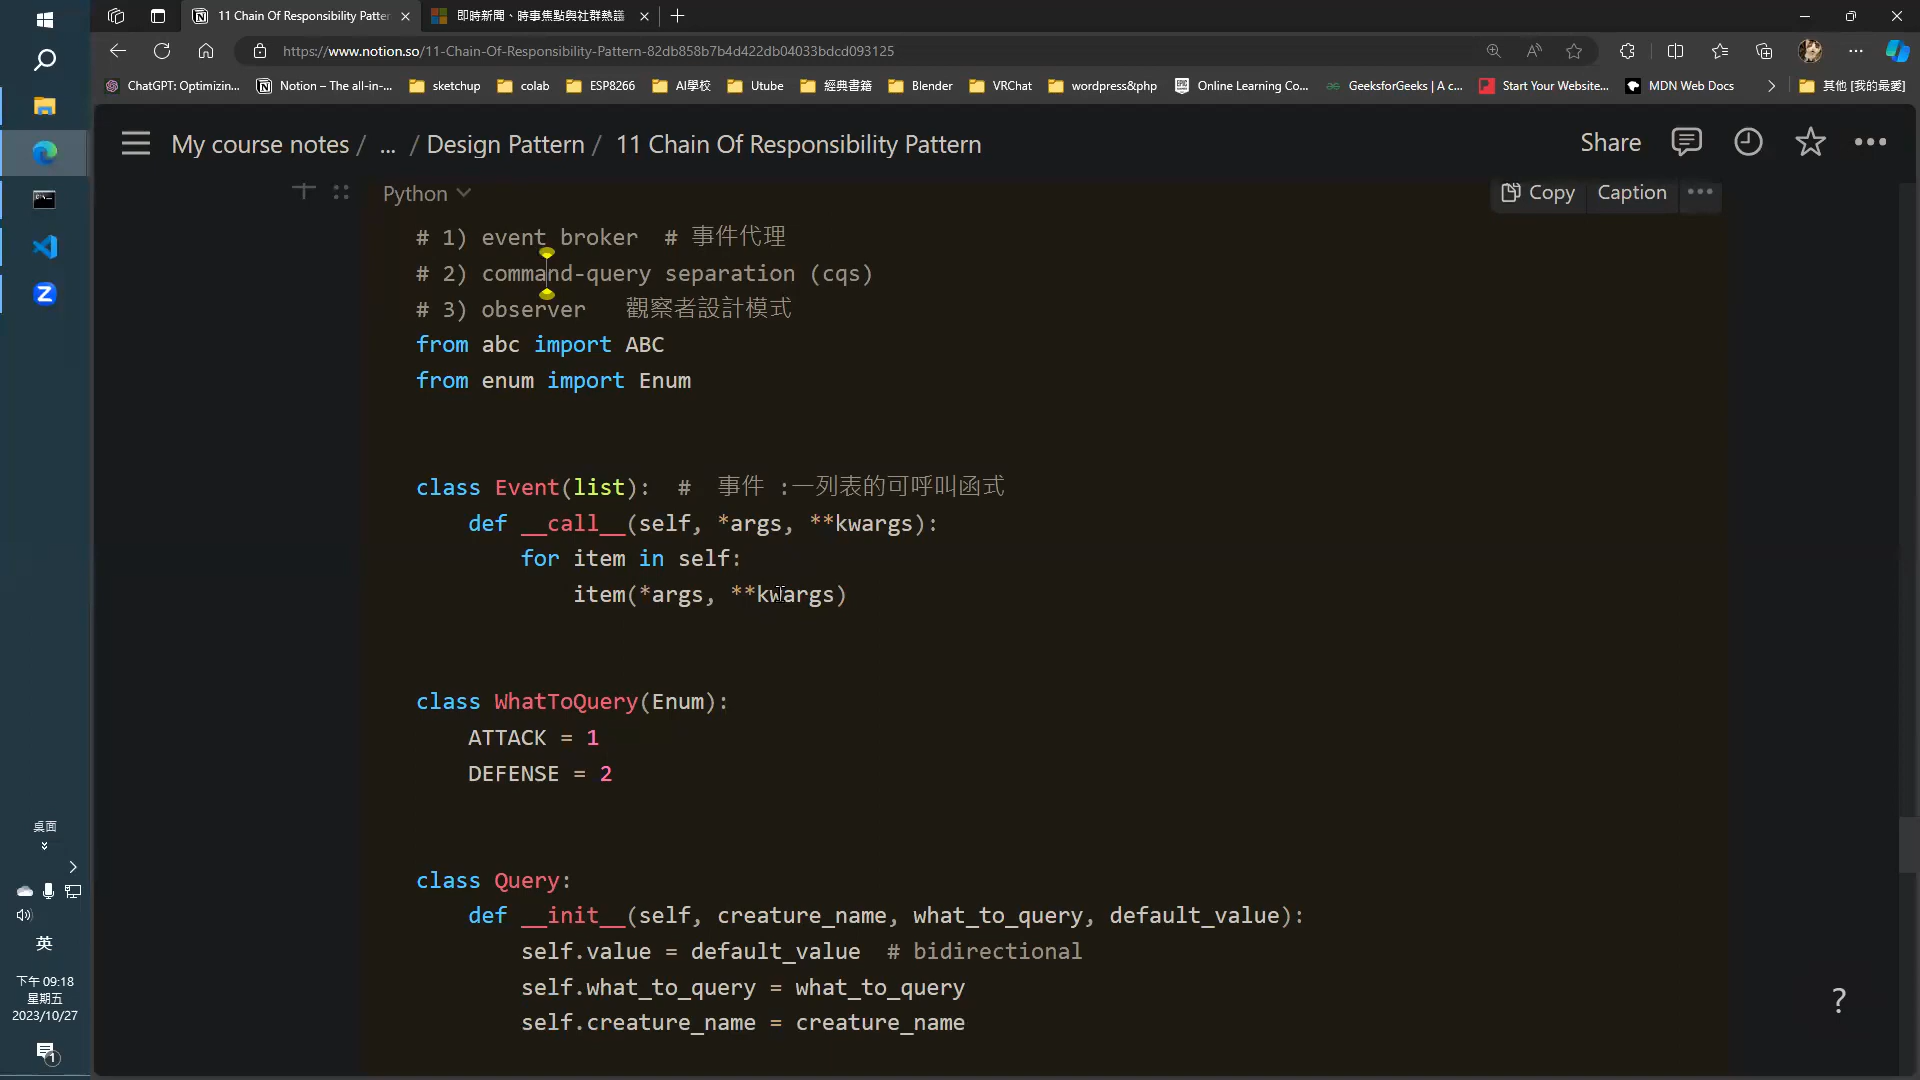 11 Chain Of Responsibility Patter
即時新聞、時事焦點與社群熱議
https://www.notion.so/11-Chain-Of-Responsibility-Pattern-82db858b7b4d422db04033bdcd093125
ChatGPT: Optimizin...
Notion – The all-in-...
sketchup
colab
ESP8266
AI學校
Utube
經典書籍
Blender
VRChat
wordpress&php
Online Learning Co...
GeeksforGeeks | A c...
Start Your Website...
MDN Web Docs
其他 [我的最愛]
My course notes / ... / Design Pattern / 11 Chain Of Responsibility Pattern
Share
Python
Copy
Caption
# 1) event broker  # 事件代理
# 2) command-query separation (cqs)
# 3) observer   觀察者設計模式
from abc import ABC
from enum import Enum
class Event(list):  #  事件 :一列表的可呼叫函式
    def __call__(self, *args, **kwargs):
        for item in self:
            item(*args, **kwargs)
class WhatToQuery(Enum):
    ATTACK = 1
    DEFENSE = 2
class Query:
    def __init__(self, creature_name, what_to_query, default_value):
        self.value = default_value  # bidirectional
        self.what_to_query = what_to_query
        self.creature_name = creature_name
桌面
英
下午 09:18
星期五
2023/10/27
1
?